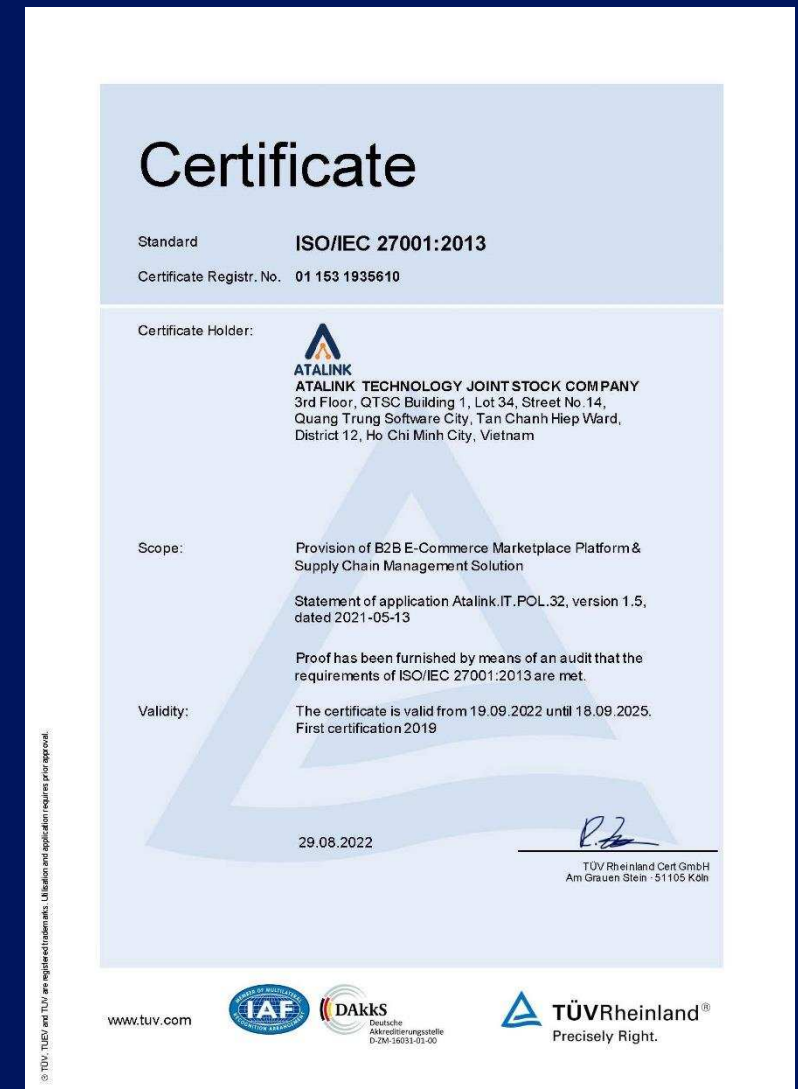 Certificate
Standard ISO/IEC 27001:2013
Certificate Registr. No. 01 153 1935610
Certificate Holder:
ATALINK
ATALINK TECHNOLOGY JOINT STOCK COMPANY
3rd Floor, QTSC Building 1, Lot 34, Street No.14,
Quang Trung Software City, Tan Chanh Hiep Ward,
District 12, Ho Chi Minh City, Vietnam
Scope: Provision of B2B E-Commerce Marketplace Platform &
Supply Chain Management Solution
Statement of application Atalink.IT.POL.32, version 1.5,
dated 2021-05-13
Proof has been furnished by means of an audit that the
requirements of ISO/IEC 27001:2013 are met.
Validity: The certificate is valid from 19.09.2022 until 18.09.2025.
First certification 2019
29.08.2022
TÜV Rheinland Cert GmbH
Am Grauen Stein · 51105 Köln
® TÜV, TUEV and TUV are registered trademarks. Utilisation and application requires prior approval.
www.tuv.com
MEMBER OF MULTILATERAL
IAF
RECOGNITION ARRANGEMENT
DAkkS
Deutsche
Akkreditierungsstelle
D-ZM-16031-01-00
TÜVRheinland®
Precisely Right.